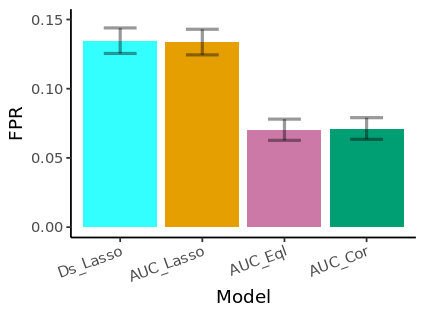 0.15
0.10
0.05
0.00
FPR
Ds_Lasso
AUC_Lasso
AUC_Eql
AUC_Cor
Model